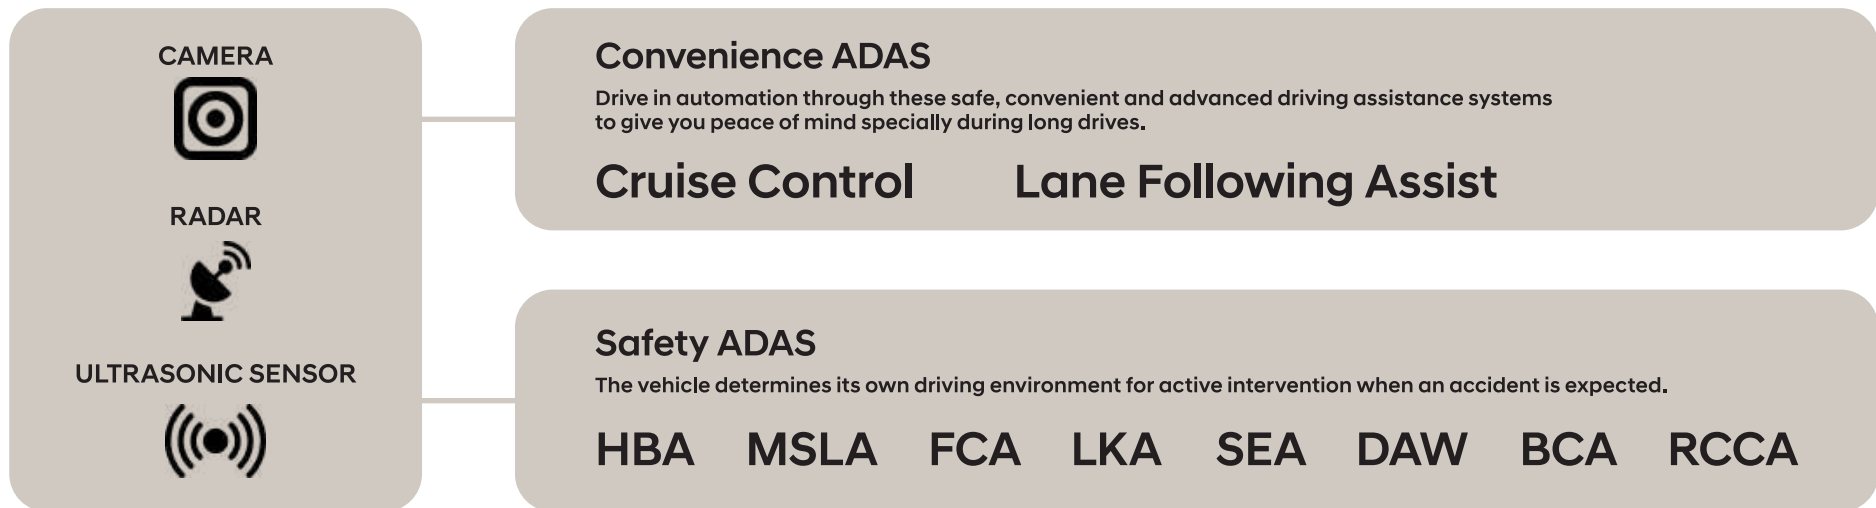 CAMERA
RADAR
ULTRASONIC SENSOR
Convenience ADAS
Drive in automation through these safe, convenient and advanced driving assistance systems
to give you peace of mind specially during long drives.
Cruise Control Lane Following Assist
Safety ADAS
The vehicle determines its own driving environment for active intervention when an accident is expected.
HBA MSLA FCA LKA SEA DAW BCA RCCA